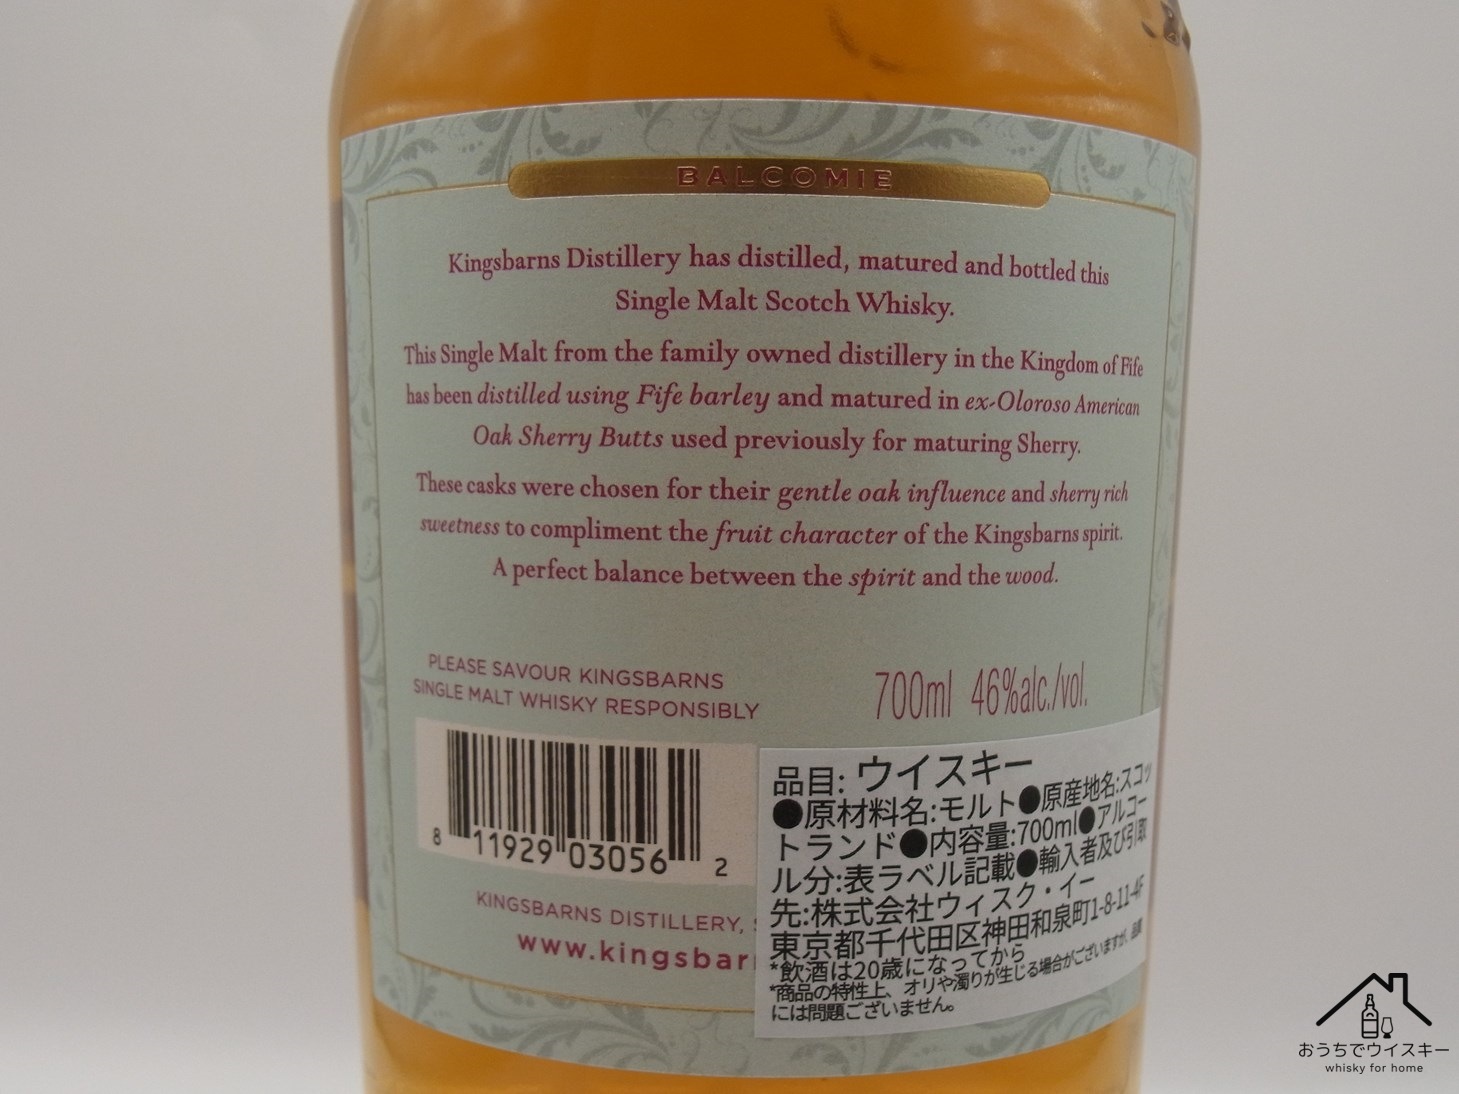 BALCOMIE
Kingsbarns Distillery has distilled, matured and bottled this
Single Malt Scotch Whisky.
This Single Malt from the family owned distillery in the Kingdom of Fife
has been distilled using Fife barley and matured in ex-Oloroso American
Oak Sherry Butts used previously for maturing Sherry.
These casks were chosen for their gentle oak influence and sherry rich
sweetness to compliment the fruit character of the Kingsbarns spirit.
A perfect balance between the spirit and the wood.
PLEASE SAVOUR KINGSBARNS
SINGLE MALT WHISKY RESPONSIBLY
700ml 46%alc./vol.
8 11929 03056 2
KINGSBARNS DISTILLERY,
www.kingsbar
品目: ウイスキー
●原材料名:モルト●原産地名:スコッ
トランド●内容量:700ml●アルコー
ル分:表ラベル記載●輸入者及び引取
先:株式会社ウィスク・イー
東京都千代田区神田和泉町1-8-11-4F
*飲酒は20歳になってから
*商品の特性上、オリや濁りが生じる場合がございますが、品質
には問題ございません。
おうちでウイスキー
whisky for home